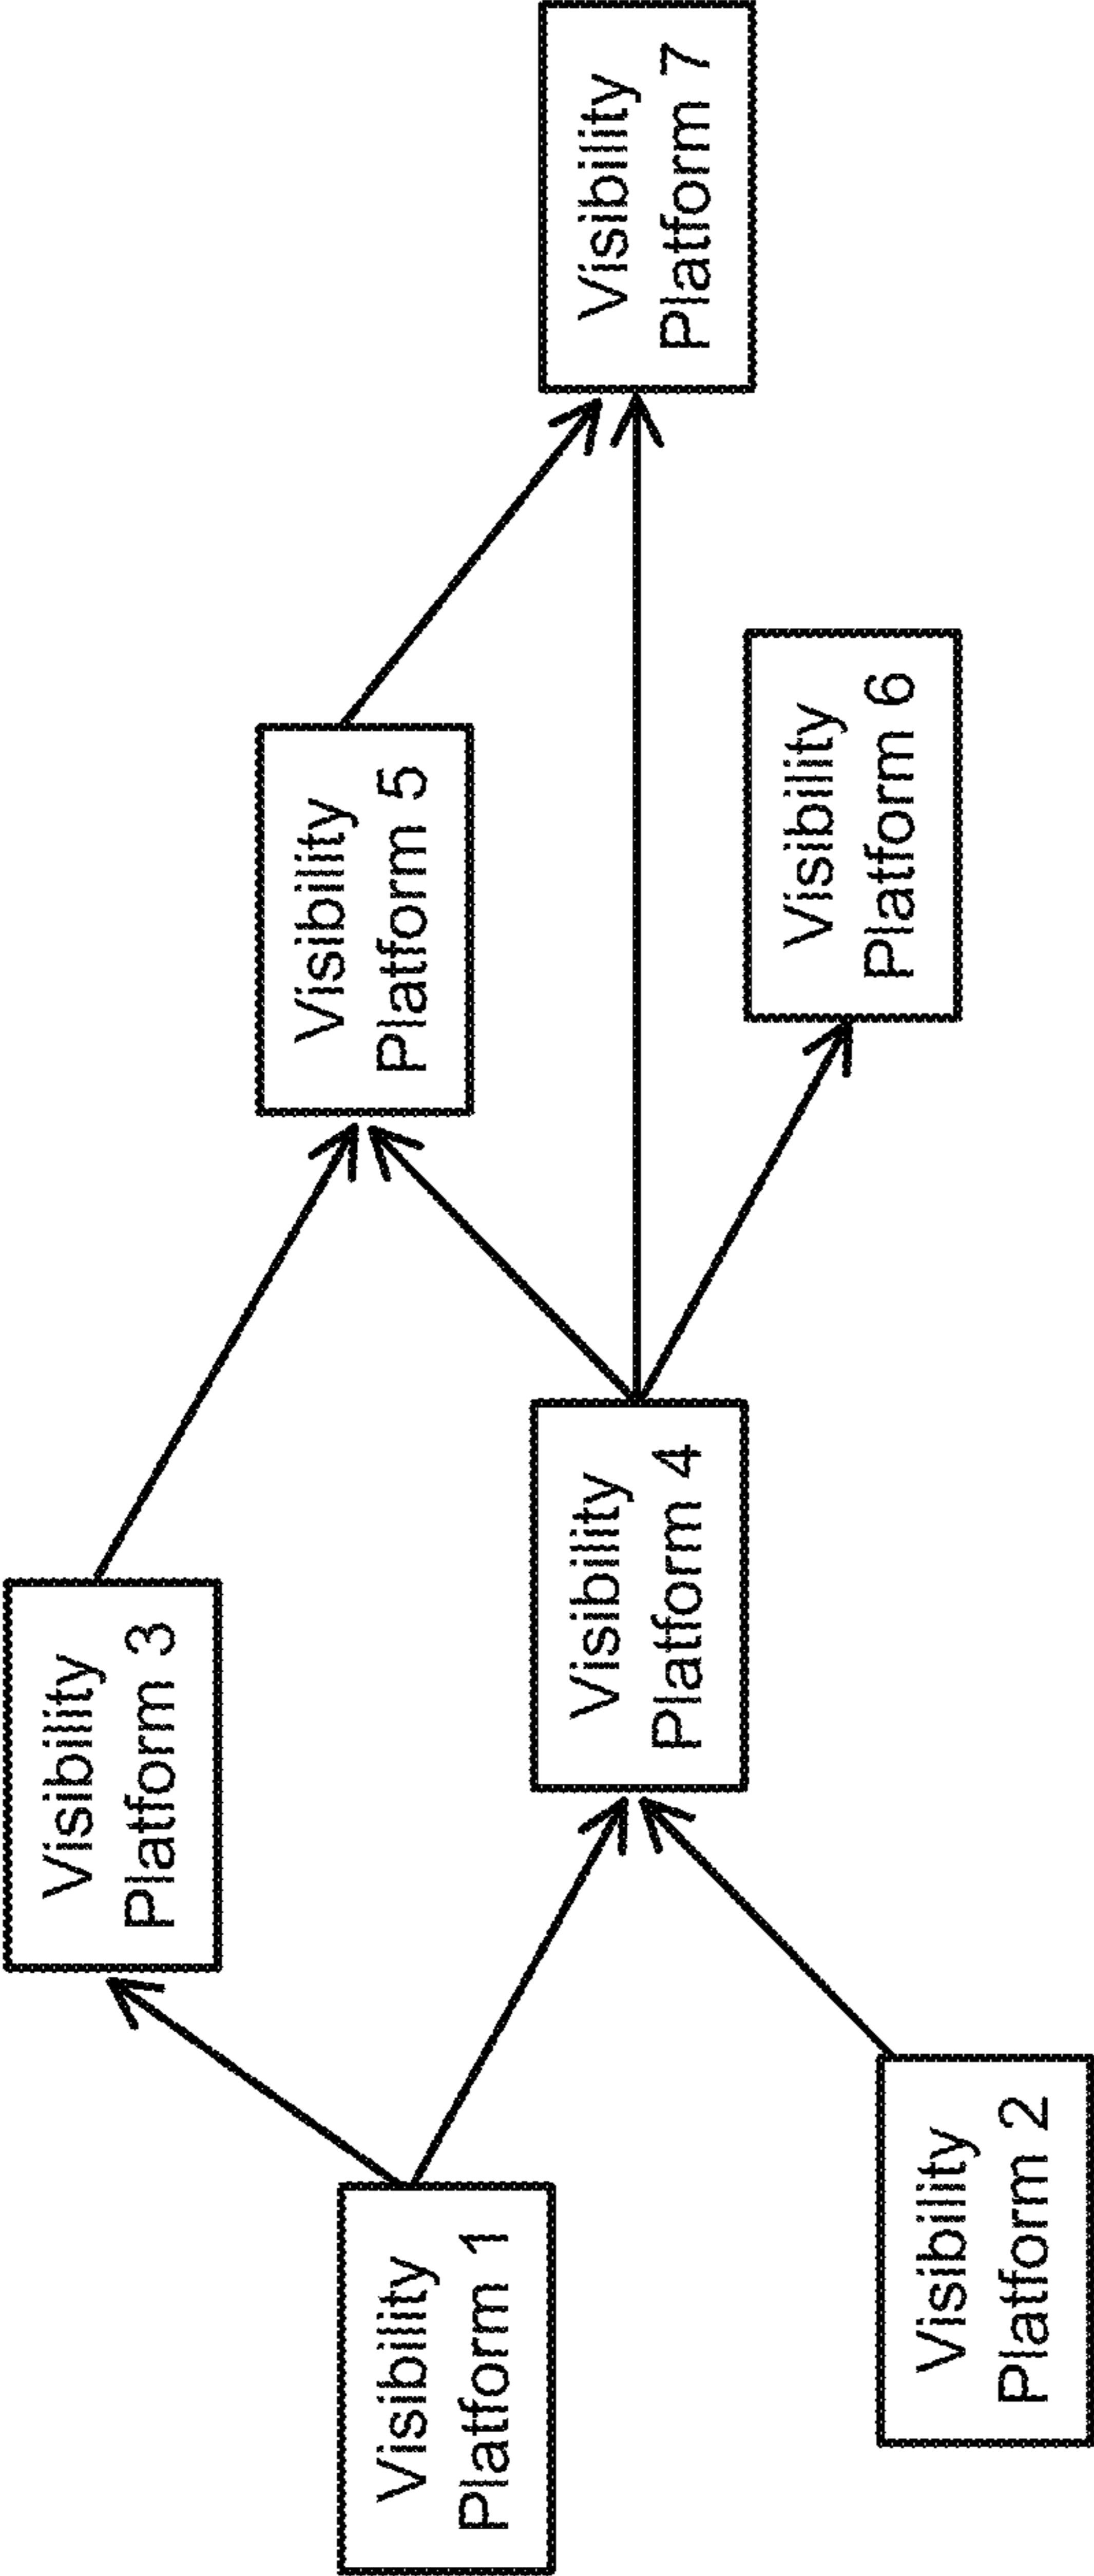 Visibility
Platform 1
Visibility
Platform 2
Visibility
Platform 3
Visibility
Platform 4
Visibility
Platform 5
Visibility
Platform 6
Visibility
Platform 7